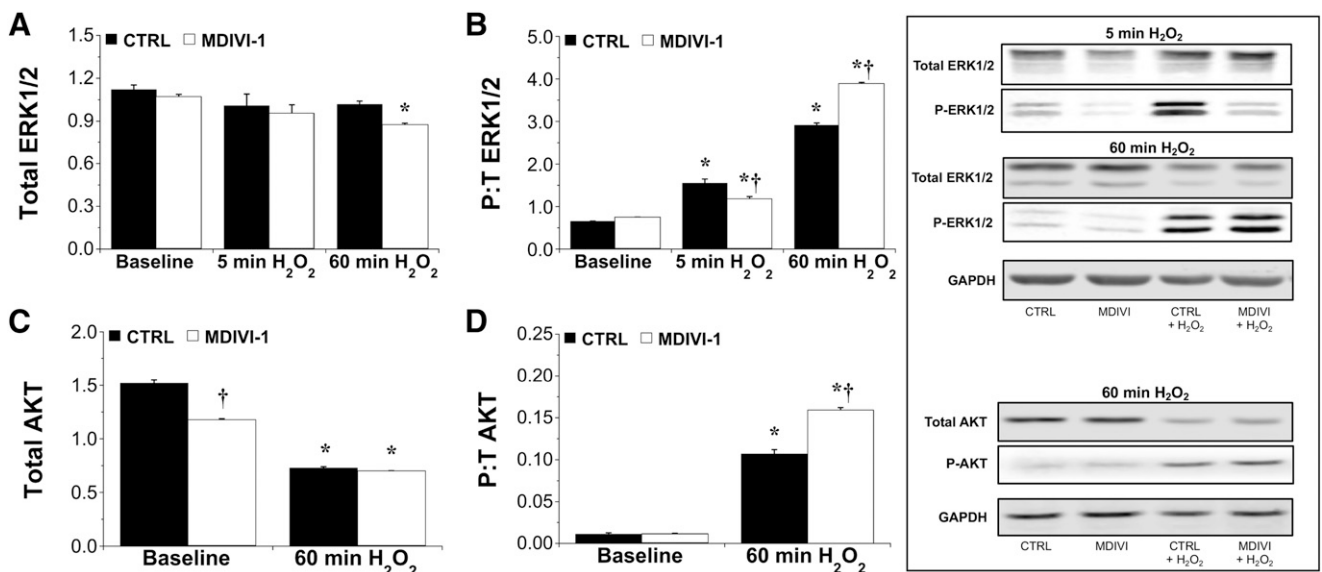 A
CTRL MDIVI-1
Total ERK1/2
1.5
1.2
0.9
0.6
0.3
0.0
*
Baseline 5 min H₂O₂ 60 min H₂O₂
B
CTRL MDIVI-1
P:T ERK1/2
5.0
4.0
3.0
2.0
1.0
0.0
* *† * *†
Baseline 5 min H₂O₂ 60 min H₂O₂
C
CTRL MDIVI-1
Total AKT
2.0
1.5
1.0
0.5
0.0
† * *
Baseline 60 min H₂O₂
D
CTRL MDIVI-1
P:T AKT
0.25
0.20
0.15
0.10
0.05
0.00
* *†
Baseline 60 min H₂O₂
5 min H₂O₂
Total ERK1/2
P-ERK1/2
60 min H₂O₂
Total ERK1/2
P-ERK1/2
GAPDH
CTRL MDIVI CTRL MDIVI
+ H₂O₂ + H₂O₂
60 min H₂O₂
Total AKT
P-AKT
GAPDH
CTRL MDIVI CTRL MDIVI
+ H₂O₂ + H₂O₂